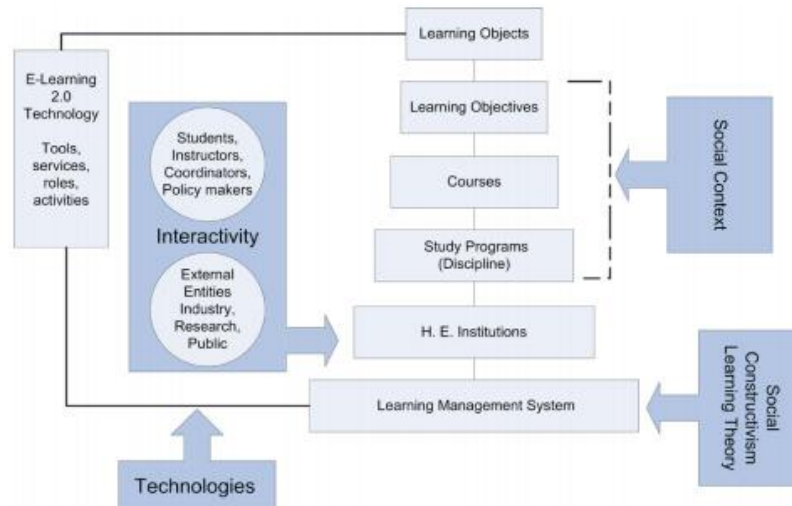 Learning Objects
E-Learning
2.0
Technology
Tools,
services,
roles,
activities
Students,
Instructors,
Coordinators,
Policy makers
Interactivity
External
Entities
Industry,
Research,
Public
Learning Objectives
Courses
Study Programs
(Discipline)
H. E. Institutions
Learning Management System
Social Context
Social
Constructivism
Learning Theory
Technologies